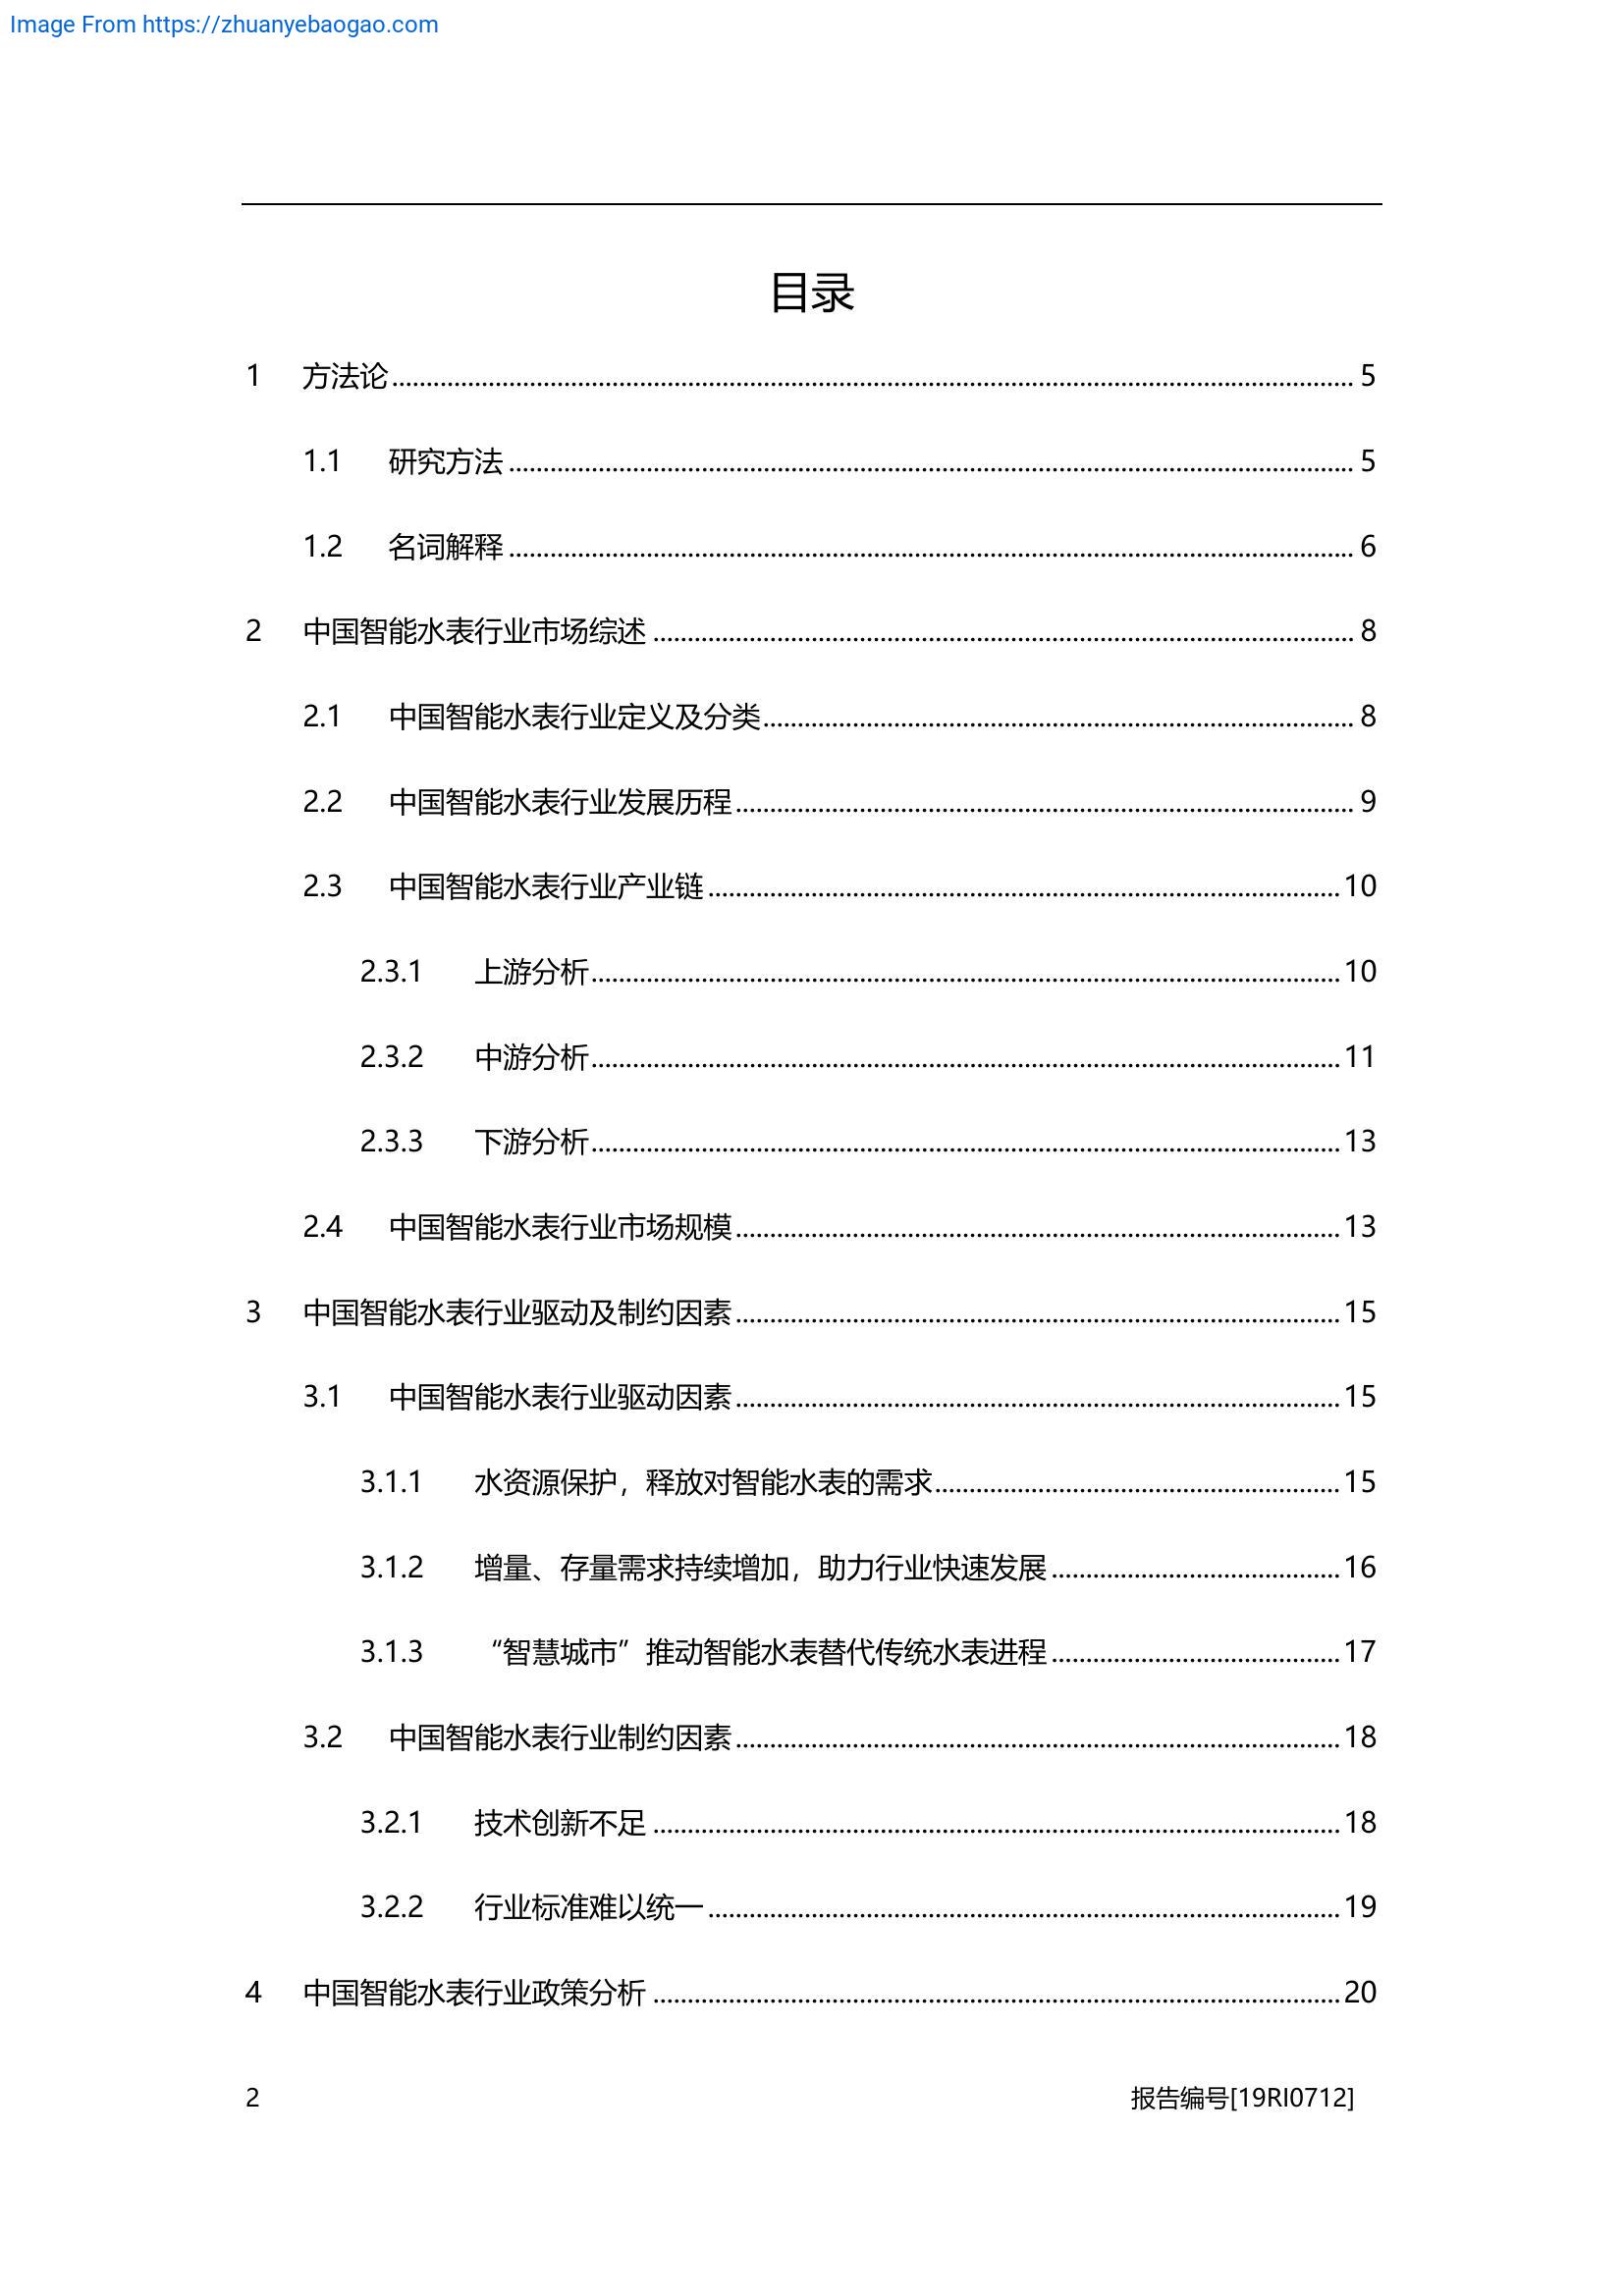 Image From https://zhuanyebaogao.com
目录
1 方法论 ........ 5
1.1 研究方法 ........ 5
1.2 名词解释 ........ 6
2 中国智能水表行业市场综述 ........ 8
2.1 中国智能水表行业定义及分类 ........ 8
2.2 中国智能水表行业发展历程 ........ 9
2.3 中国智能水表行业产业链 ........ 10
2.3.1 上游分析 ........ 10
2.3.2 中游分析 ........ 11
2.3.3 下游分析 ........ 13
2.4 中国智能水表行业市场规模 ........ 13
3 中国智能水表行业驱动及制约因素 ........ 15
3.1 中国智能水表行业驱动因素 ........ 15
3.1.1 水资源保护，释放对智能水表的需求 ........ 15
3.1.2 增量、存量需求持续增加，助力行业快速发展 ........ 16
3.1.3 “智慧城市”推动智能水表替代传统水表进程 ........ 17
3.2 中国智能水表行业制约因素 ........ 18
3.2.1 技术创新不足 ........ 18
3.2.2 行业标准难以统一 ........ 19
4 中国智能水表行业政策分析 ........ 20
2 报告编号[19RI0712]